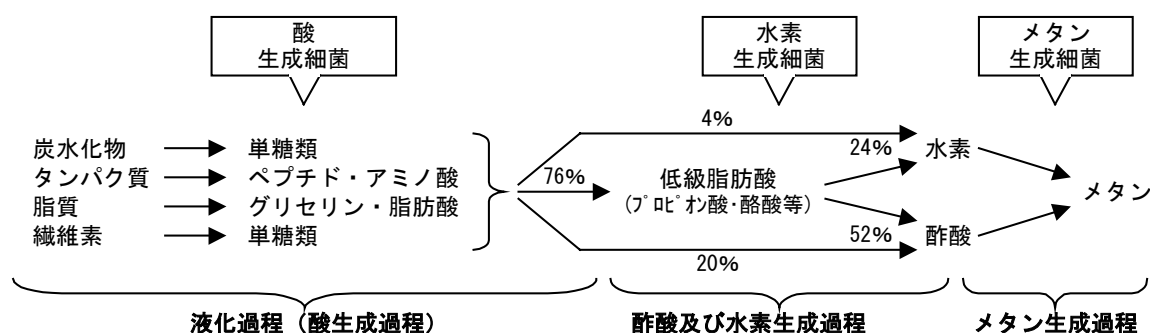 酸
生成細菌
水素
生成細菌
メタン
生成細菌
炭水化物
タンパク質
脂質
繊維素
単糖類
ペプチド・アミノ酸
グリセリン・脂肪酸
単糖類
4%
76%
20%
低級脂肪酸
(ﾌﾟﾛﾋﾟｵﾝ酸・酪酸等)
24%
52%
水素
酢酸
メタン
液化過程（酸生成過程）
酢酸及び水素生成過程
メタン生成過程